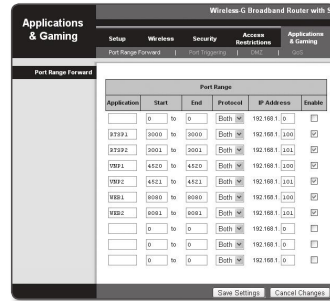 Wireless-G Broadband Router with
Applications & Gaming
Setup Wireless Security Access Restrictions Applications & Gaming
Port Range Forward | Port Triggering | DMZ | QoS
Port Range Forward
Port Range
Application Start End Protocol IP Address Enable
0 to 0 Both 192.168.1. 0
RTSP1 3000 to 3000 Both 192.168.1. 100
RTSP2 3001 to 3001 Both 192.168.1. 101
VNP1 4520 to 4520 Both 192.168.1. 100
VNP2 4521 to 4521 Both 192.168.1. 101
WEB1 8080 to 8080 Both 192.168.1. 100
WEB2 8081 to 8081 Both 192.168.1. 101
0 to 0 Both 192.168.1. 0
0 to 0 Both 192.168.1. 0
0 to 0 Both 192.168.1. 0
Save Settings Cancel Changes